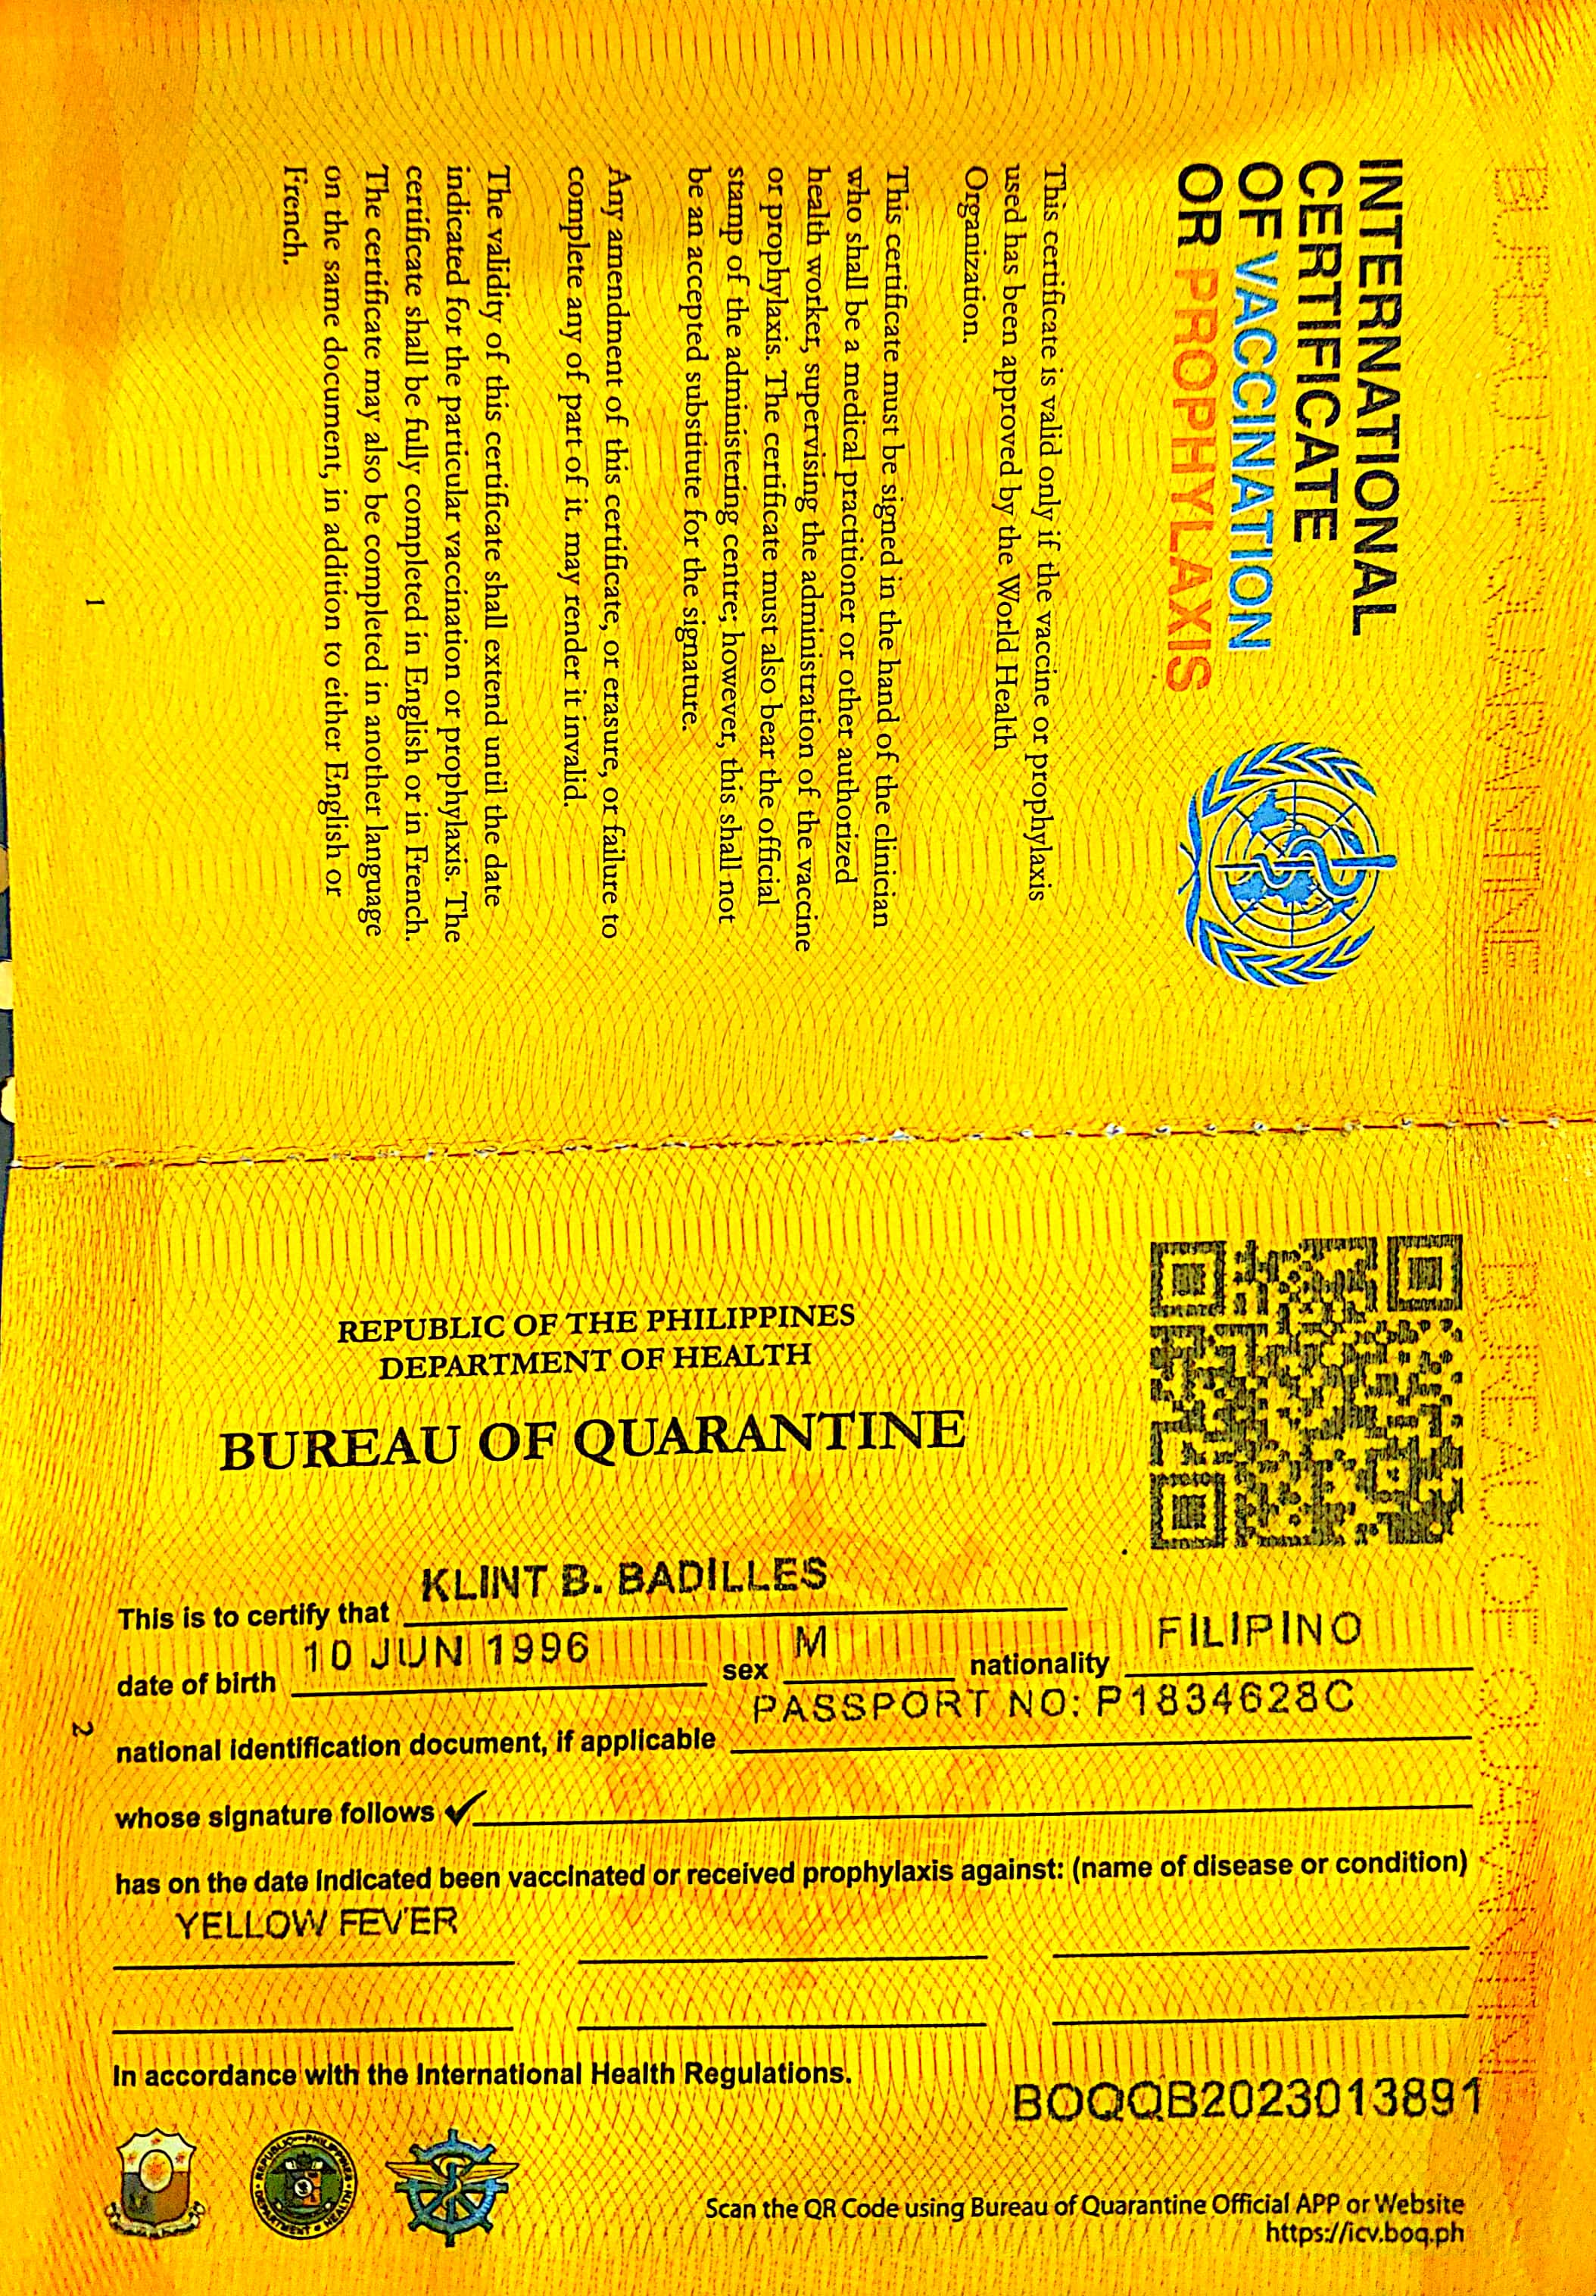 BUREAU OF QUARANTINE
INTERNATIONAL
CERTIFICATE
OF VACCINATION
OR PROPHYLAXIS
This certificate is valid only if the vaccine or prophylaxis
used has been approved by the World Health
Organization.
This certificate must be signed in the hand of the clinician
who shall be a medical practitioner or other authorized
health worker, supervising the administration of the vaccine
or prophylaxis. The certificate must also bear the official
stamp of the administering centre; however, this shall not
be an accepted substitute for the signature.
Any amendment of this certificate, or erasure, or failure to
complete any of part of it. may render it invalid.
The validity of this certificate shall extend until the date
indicated for the particular vaccination or prophylaxis. The
certificate shall be fully completed in English or in French.
The certificate may also be completed in another language
on the same document, in addition to either English or
French.
1
BUREAU OF QUARANTINE
REPUBLIC OF THE PHILIPPINES
DEPARTMENT OF HEALTH
BUREAU OF QUARANTINE
This is to certify that KLINT B. BADILLES
date of birth 10 JUN 1996 sex M nationality FILIPINO
national identification document, if applicable PASSPORT NO: P1834628C
whose signature follows ✓
has on the date indicated been vaccinated or received prophylaxis against: (name of disease or condition)
YELLOW FEVER
In accordance with the International Health Regulations.
BOQQB2023013891
REPUBLIC PHILIPPINES DEPARTMENT HEALTH
Scan the QR Code using Bureau of Quarantine Official APP or Website
https://icv.boq.ph
2